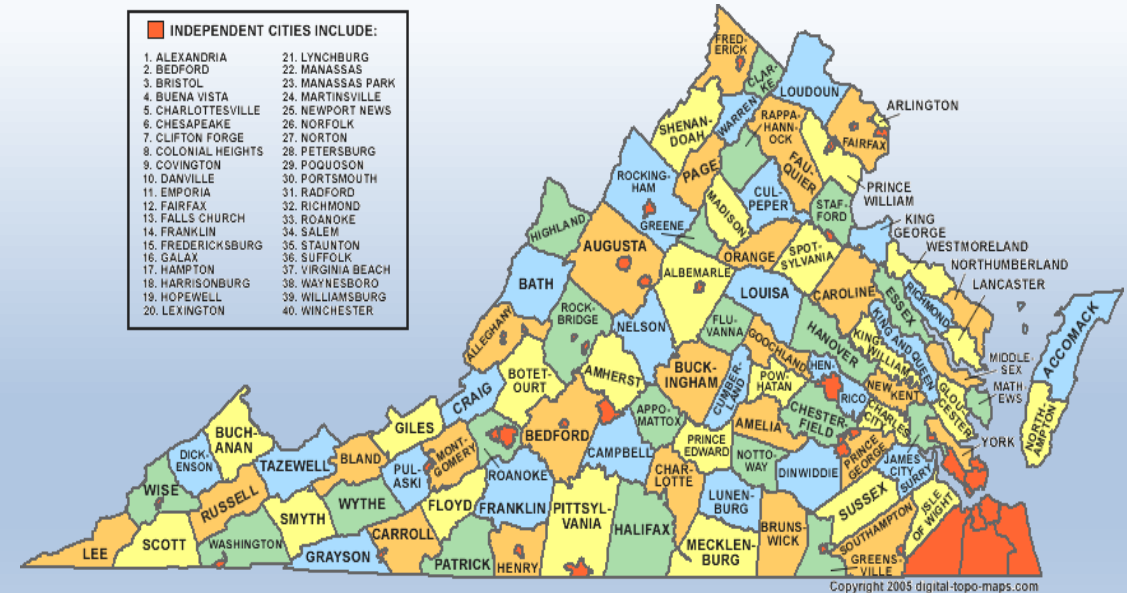 INDEPENDENT CITIES INCLUDE:
1. ALEXANDRIA
2. BEDFORD
3. BRISTOL
4. BUENA VISTA
5. CHARLOTTESVILLE
6. CHESAPEAKE
7. CLIFTON FORGE
8. COLONIAL HEIGHTS
9. COVINGTON
10. DANVILLE
11. EMPORIA
12. FAIRFAX
13. FALLS CHURCH
14. FRANKLIN
15. FREDERICKSBURG
16. GALAX
17. HAMPTON
18. HARRISONBURG
19. HOPEWELL
20. LEXINGTON
21. LYNCHBURG
22. MANASSAS
23. MANASSAS PARK
24. MARTINSVILLE
25. NEWPORT NEWS
26. NORFOLK
27. NORTON
28. PETERSBURG
29. POQUOSON
30. PORTSMOUTH
31. RADFORD
32. RICHMOND
33. ROANOKE
34. SALEM
35. STAUNTON
36. SUFFOLK
37. VIRGINIA BEACH
38. WAYNESBORO
39. WILLIAMSBURG
40. WINCHESTER
FRED-
ERICK
CLAR-
KE
LOUDOUN
WARREN
ARLINGTON
FAIRFAX
SHENAN-
DOAH
RAPPA-
HANN-
OCK
PAGE
FAU-
QUIER
PRINCE
WILLIAM
ROCKING-
HAM
CUL-
PEPER
MADISON
STAF-
FORD
KING
GEORGE
GREENE
HIGHLAND
AUGUSTA
ORANGE
SPOT-
SYLVANIA
WESTMORELAND
NORTHUMBERLAND
LANCASTER
ALBEMARLE
BATH
LOUISA
CAROLINE
ESSEX
RICHMOND
ACCOMACK
ROCK-
BRIDGE
NELSON
FLU-
VANNA
GOOCHLAND
HANOVER
KING AND QUEEN
KING
WILLIAM
ALLEGHANY
MIDDLE-
SEX
MATH-
EWS
BOTET-
OURT
AMHERST
BUCK-
INGHAM
CUMBER-
LAND
POW-
HATAN
HEN-
RICO
NEW
KENT
GLOU-
CESTER
NORTH-
AMPTON
CRAIG
CHARLES
CITY
YORK
BUCH-
ANAN
GILES
BEDFORD
APPO-
MATTOX
AMELIA
CHESTER-
FIELD
PRINCE
GEORGE
JAMES
CITY
DICK-
ENSON
TAZEWELL
BLAND
MONT-
GOMERY
ROANOKE
CAMPBELL
PRINCE
EDWARD
NOTTO-
WAY
DINWIDDIE
SURRY
WISE
RUSSELL
PUL-
ASKI
CHAR-
LOTTE
SUSSEX
ISLE
OF WIGHT
SMYTH
WYTHE
FLOYD
FRANKLIN
PITTSYL-
VANIA
HALIFAX
LUNEN-
BURG
BRUNS-
WICK
SOUTHAMPTON
LEE
SCOTT
WASHINGTON
GRAYSON
CARROLL
PATRICK
HENRY
MECKLEN-
BURG
GREENS-
VILLE
Copyright 2005 digital-topo-maps.com